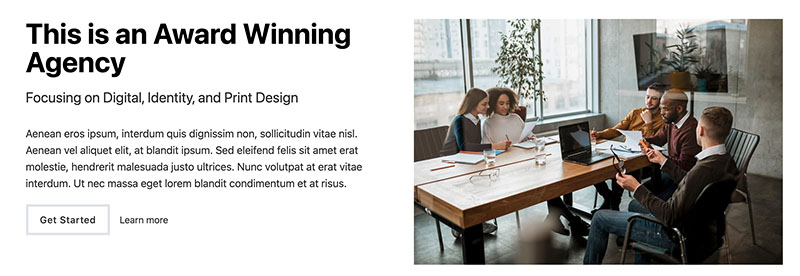 This is an Award Winning
Agency
Focusing on Digital, Identity, and Print Design
Aenean eros ipsum, interdum quis dignissim non, sollicitudin vitae nisl.
Aenean vel aliquet elit, at blandit ipsum. Sed eleifend felis sit amet erat
molestie, hendrerit malesuada justo ultrices. Nunc volutpat at erat vitae
interdum. Ut nec massa eget lorem blandit condimentum et at risus.
Get Started
Learn more